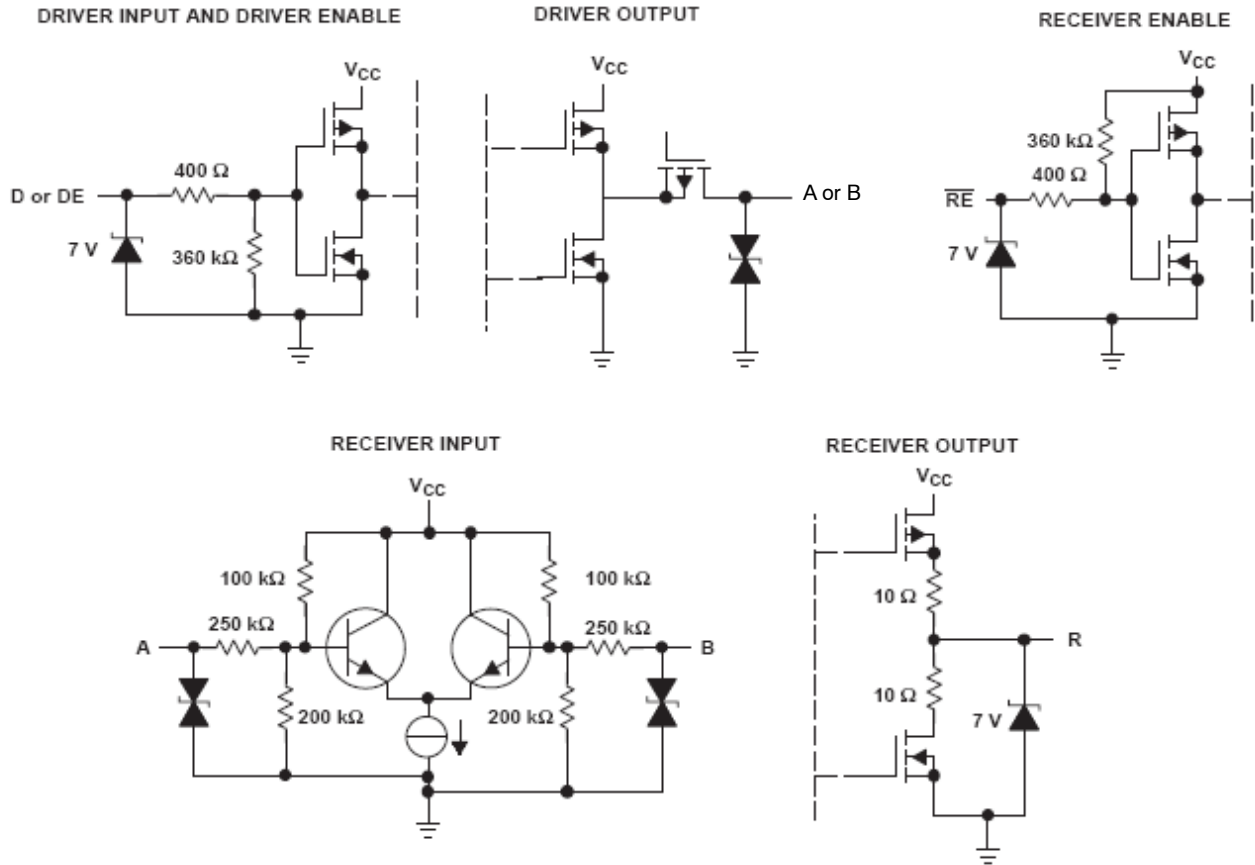 DRIVER INPUT AND DRIVER ENABLE
DRIVER OUTPUT
RECEIVER ENABLE
VCC
400 Ω
D or DE
7 V
360 kΩ
VCC
A or B
VCC
360 kΩ
400 Ω
R̅E̅
7 V
RECEIVER INPUT
VCC
100 kΩ
100 kΩ
250 kΩ
250 kΩ
A
B
200 kΩ
200 kΩ
RECEIVER OUTPUT
VCC
10 Ω
R
10 Ω
7 V